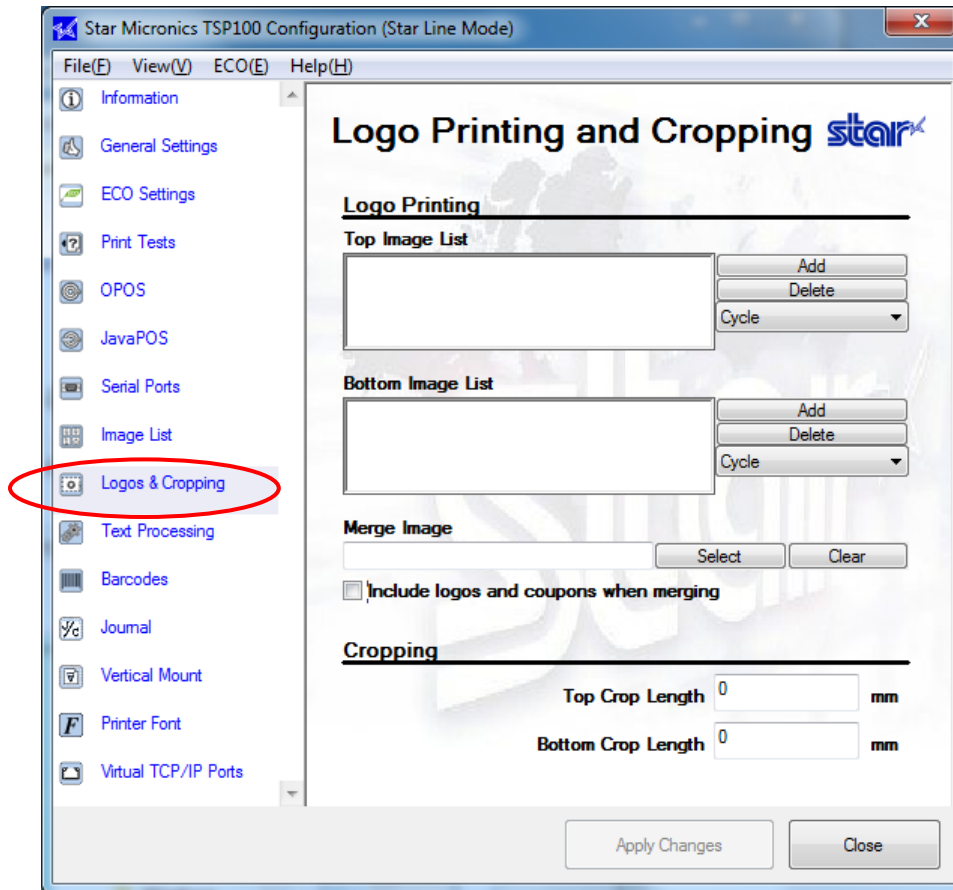 Star Micronics TSP100 Configuration (Star Line Mode)
File(F) View(V) ECO(E) Help(H)
Information
General Settings
ECO Settings
Print Tests
OPOS
JavaPOS
Serial Ports
Image List
Logos & Cropping
Text Processing
Barcodes
Journal
Vertical Mount
Printer Font
Virtual TCP/IP Ports
Logo Printing and Cropping star
Logo Printing
Top Image List
Add
Delete
Cycle
Bottom Image List
Add
Delete
Cycle
Merge Image
Select Clear
Include logos and coupons when merging
Cropping
Top Crop Length 0 mm
Bottom Crop Length 0 mm
Apply Changes Close